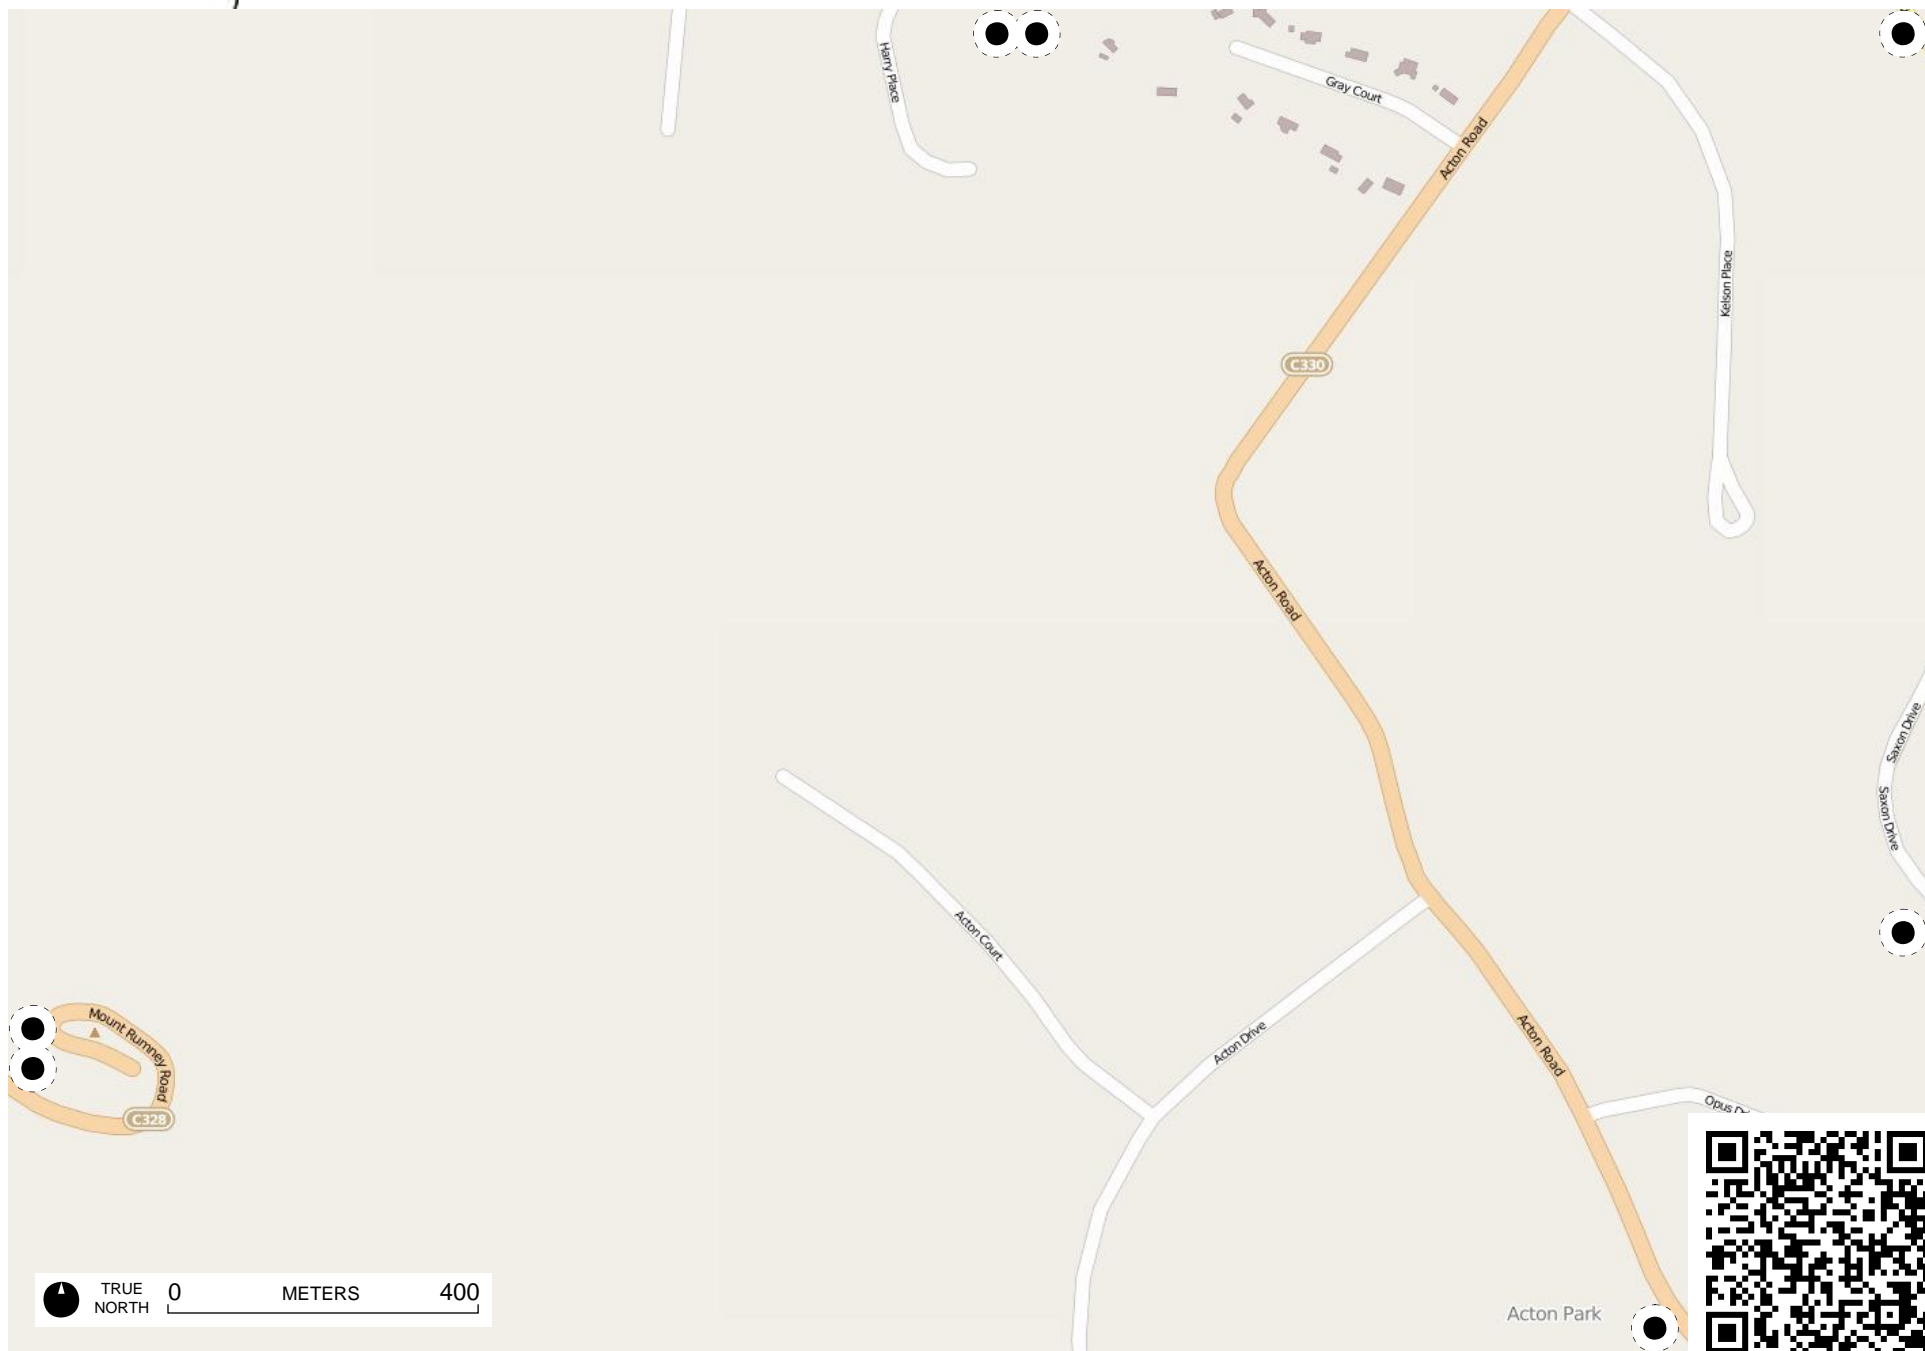 Harry Place
Gray Court
Acton Road
Kelson Place
C330
Acton Road
Saxon Drive
Saxon Drive
Acton Court
Mount Rumney Road
Acton Drive
Acton Road
C328
Opus
TRUE
NORTH
0 METERS 400
Acton Park